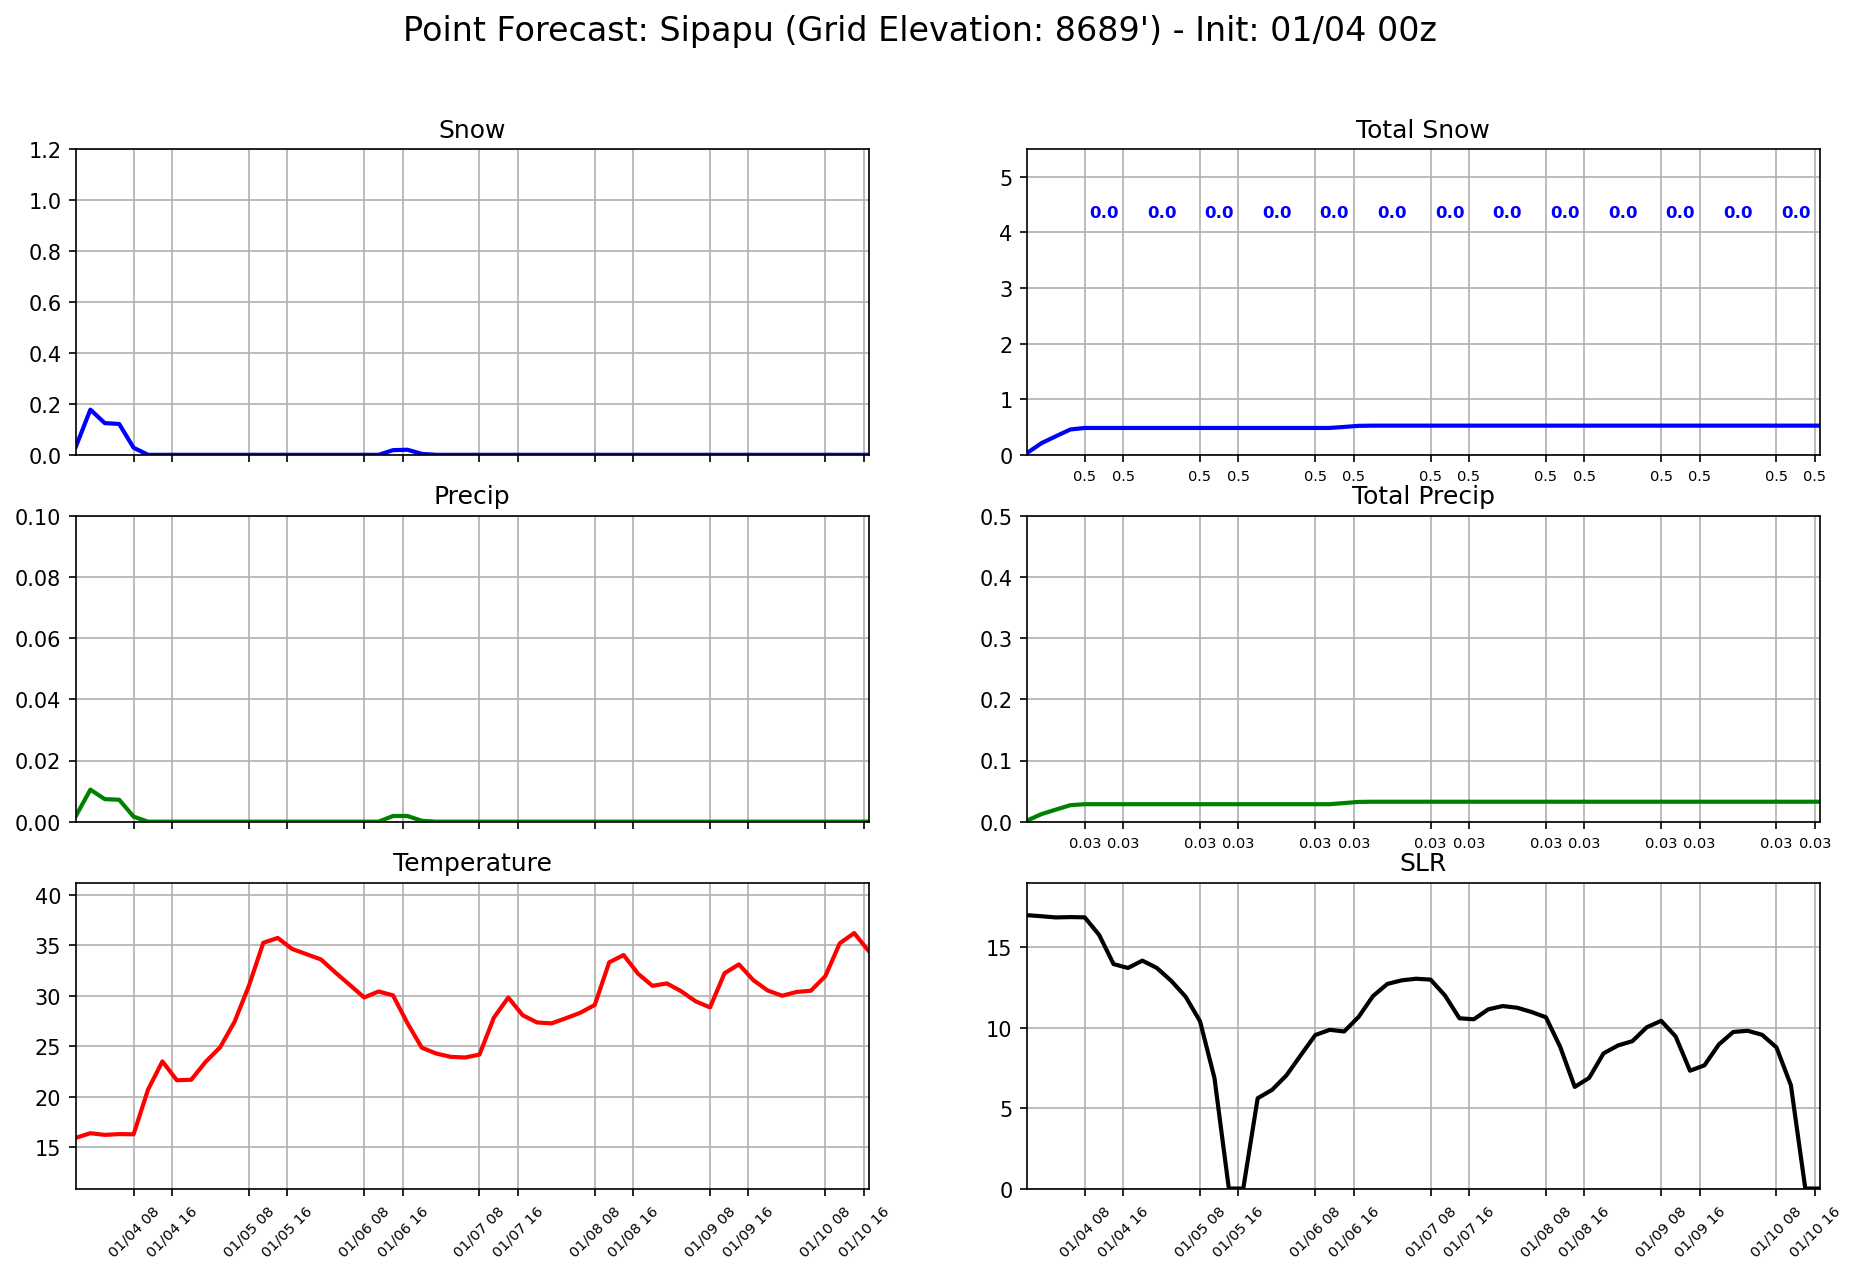 Point Forecast: Sipapu (Grid Elevation: 8689') - Init: 01/04 00z
Snow
1.2
1.0
0.8
0.6
0.4
0.2
0.0
Total Snow
5
4
3
2
1
0
0.0 0.0 0.0 0.0 0.0 0.0 0.0 0.0 0.0 0.0 0.0 0.0 0.0
0.5 0.5 0.5 0.5 0.5 0.5 0.5 0.5 0.5 0.5 0.5 0.5 0.5 0.5
Precip
0.10
0.08
0.06
0.04
0.02
0.00
Total Precip
0.5
0.4
0.3
0.2
0.1
0.0
0.03 0.03 0.03 0.03 0.03 0.03 0.03 0.03 0.03 0.03 0.03 0.03 0.03 0.03
Temperature
40
35
30
25
20
15
01/04 08 01/04 16 01/05 08 01/05 16 01/06 08 01/06 16 01/07 08 01/07 16 01/08 08 01/08 16 01/09 08 01/09 16 01/10 08 01/10 16
SLR
15
10
5
0
01/04 08 01/04 16 01/05 08 01/05 16 01/06 08 01/06 16 01/07 08 01/07 16 01/08 08 01/08 16 01/09 08 01/09 16 01/10 08 01/10 16